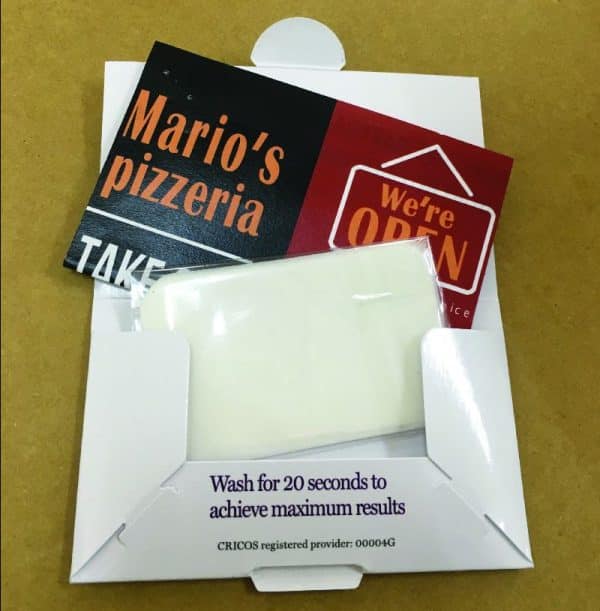 Mario's
pizzeria
TAKE
We're
OPEN
Wash for 20 seconds to
achieve maximum results
CRICOS registered provider: 00004G